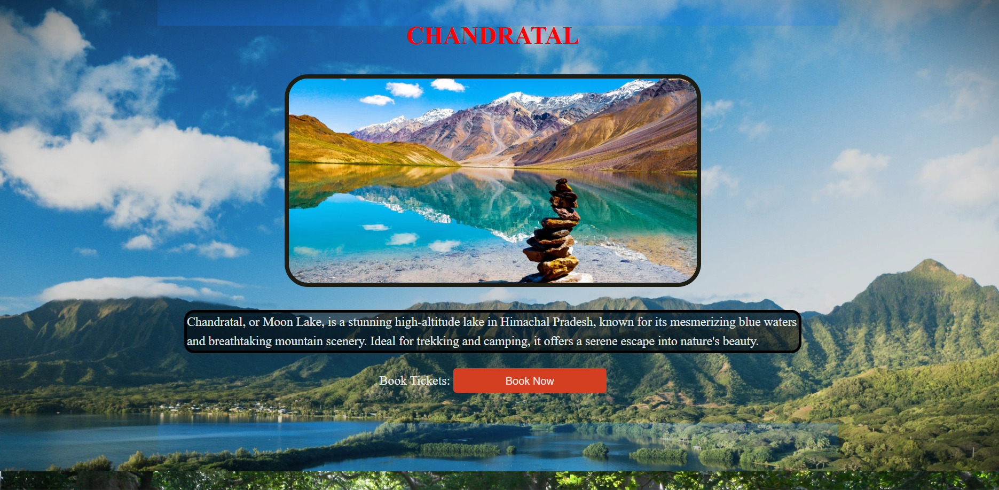 CHANDRATAL
Chandratal, or Moon Lake, is a stunning high-altitude lake in Himachal Pradesh, known for its mesmerizing blue waters
and breathtaking mountain scenery. Ideal for trekking and camping, it offers a serene escape into nature's beauty.
Book Tickets: Book Now